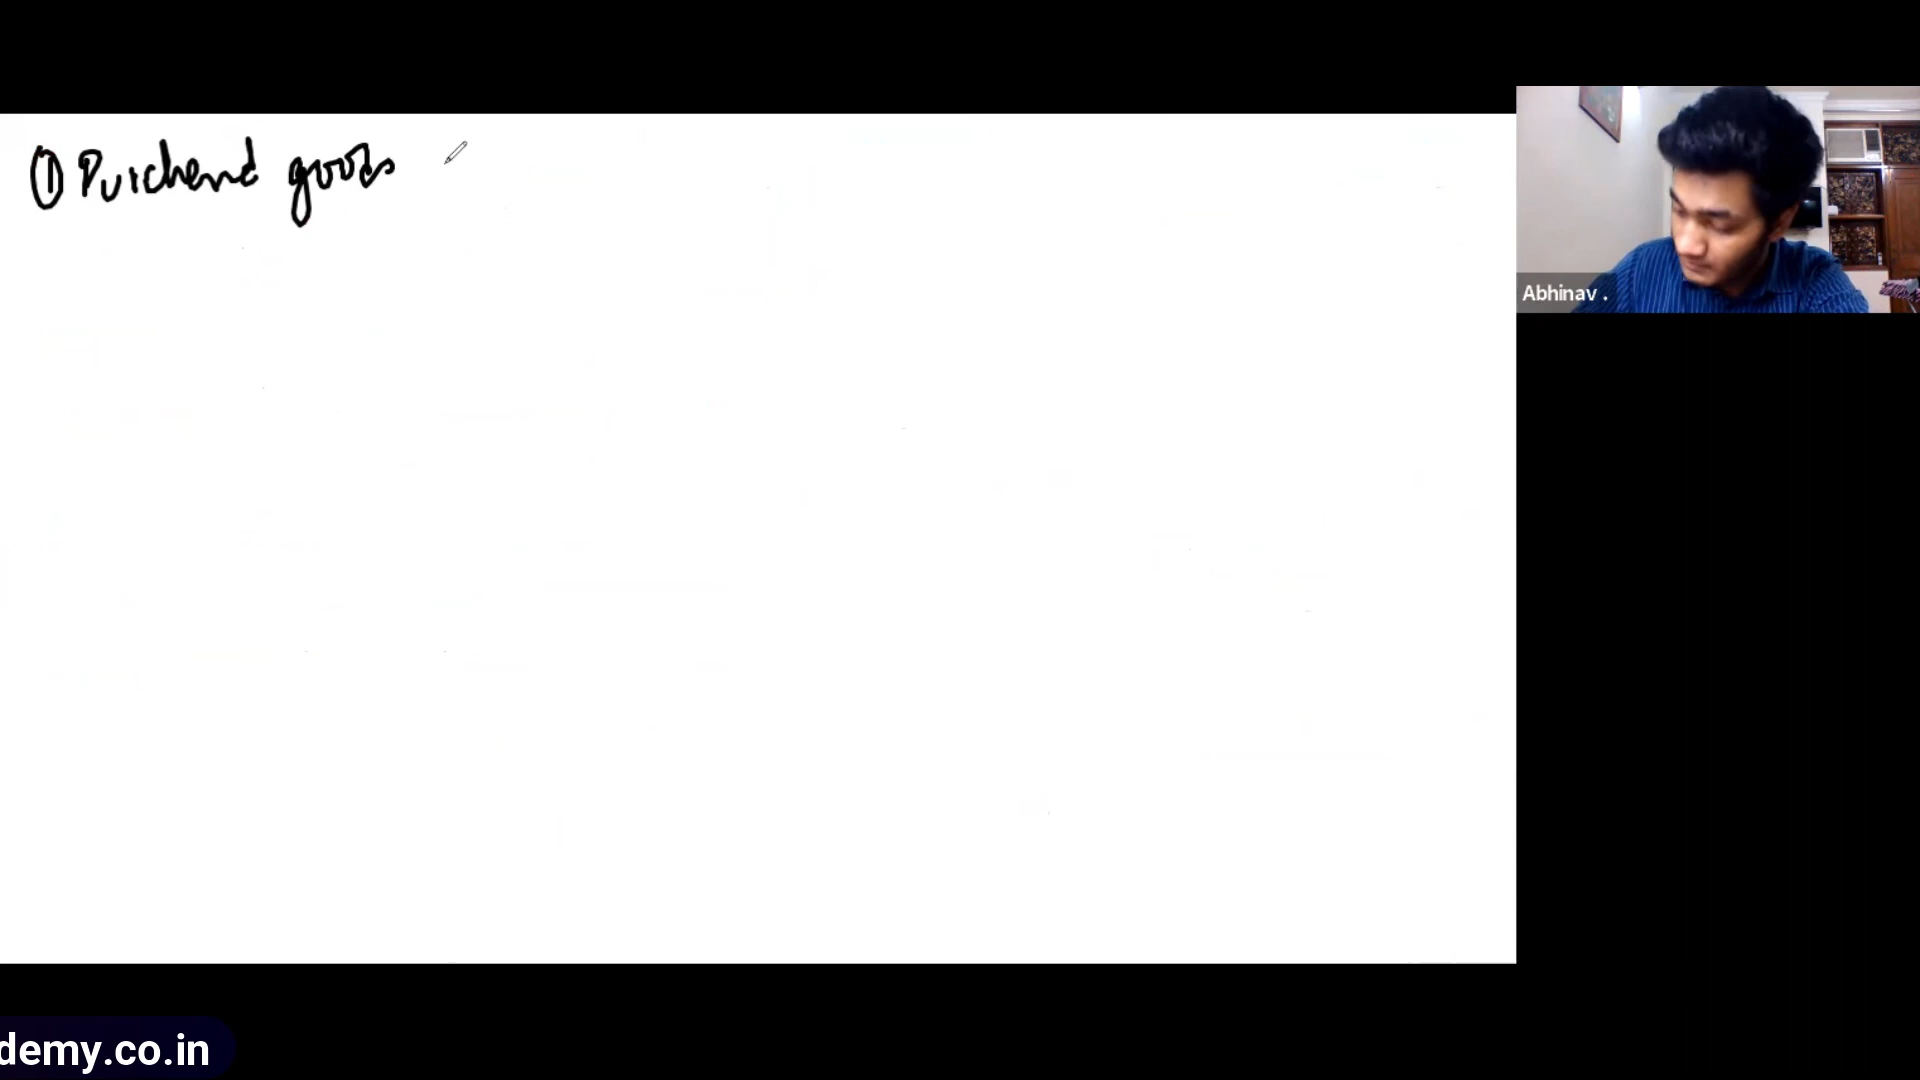 ① Purchased goods
Abhinav .
demy.co.in